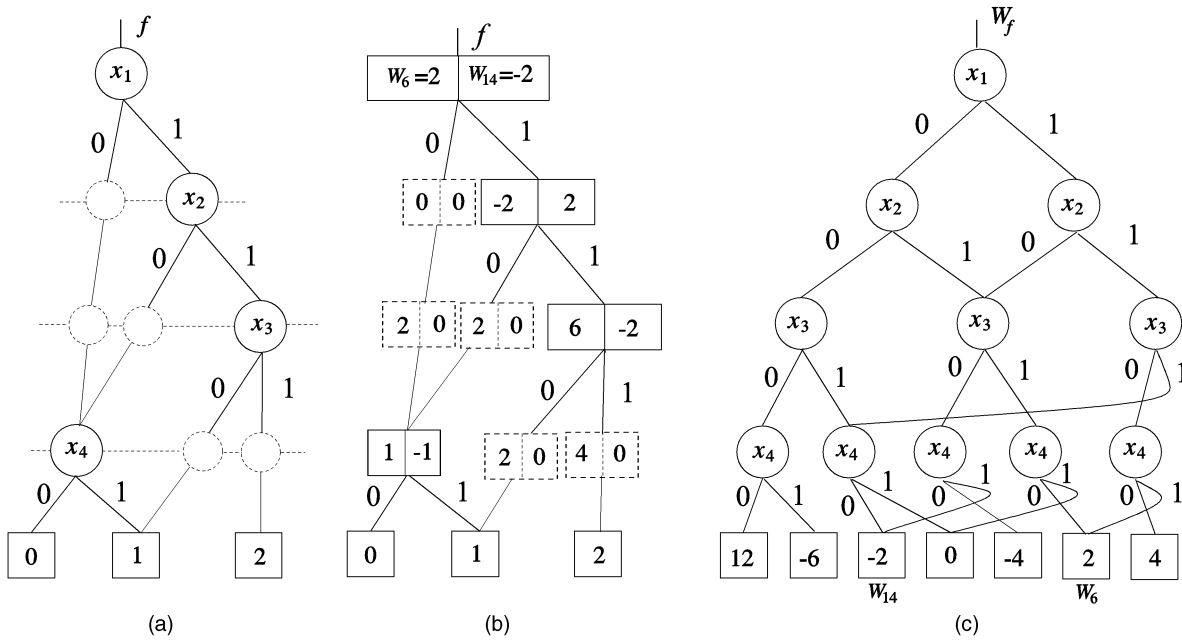 f
x1
0 1
x2
0 1
x3
0 1
x4
0 1
0 1 2
(a)
f
W6 =2 W14 =-2
0 1
0 0 -2 2
0 1
2 0 2 0 6 -2
0 1
1 -1 2 0 4 0
0 1
0 1 2
(b)
Wf
x1
0 1
x2 x2
0 1 0 1
x3 x3 x3
0 1 0 1 0 1
x4 x4 x4 x4 x4
0 1 0 1 0 1 0 1 0 1
12 -6 -2 0 -4 2 4
W14 W6
(c)